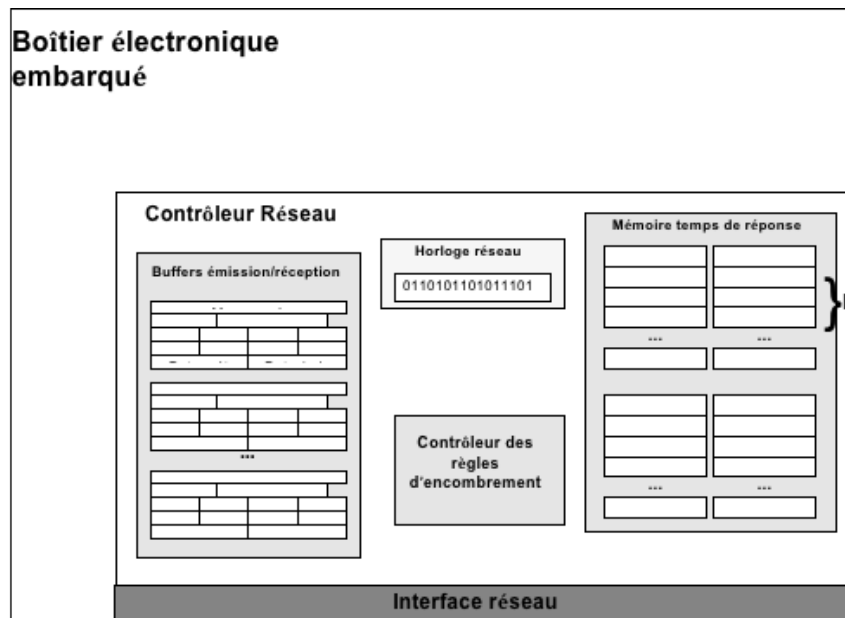 Boîtier électronique
embarqué
Contrôleur Réseau
Buffers émission/réception
...
Horloge réseau
0110101101011101
Contrôleur des
règles
d'encombrement
Mémoire temps de réponse
... ...
... ...
Interface réseau